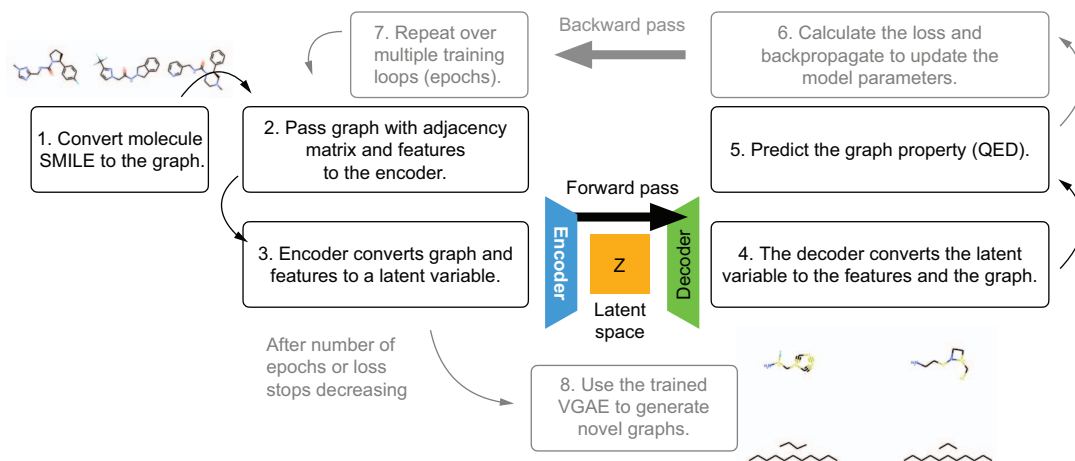 1. Convert molecule
SMILE to the graph.
2. Pass graph with adjacency
matrix and features
to the encoder.
3. Encoder converts graph and
features to a latent variable.
Forward pass
Encoder
Z
Decoder
Latent
space
4. The decoder converts the latent
variable to the features and the graph.
5. Predict the graph property (QED).
6. Calculate the loss and
backpropagate to update the
model parameters.
Backward pass
7. Repeat over
multiple training
loops (epochs).
After number of
epochs or loss
stops decreasing
8. Use the trained
VGAE to generate
novel graphs.